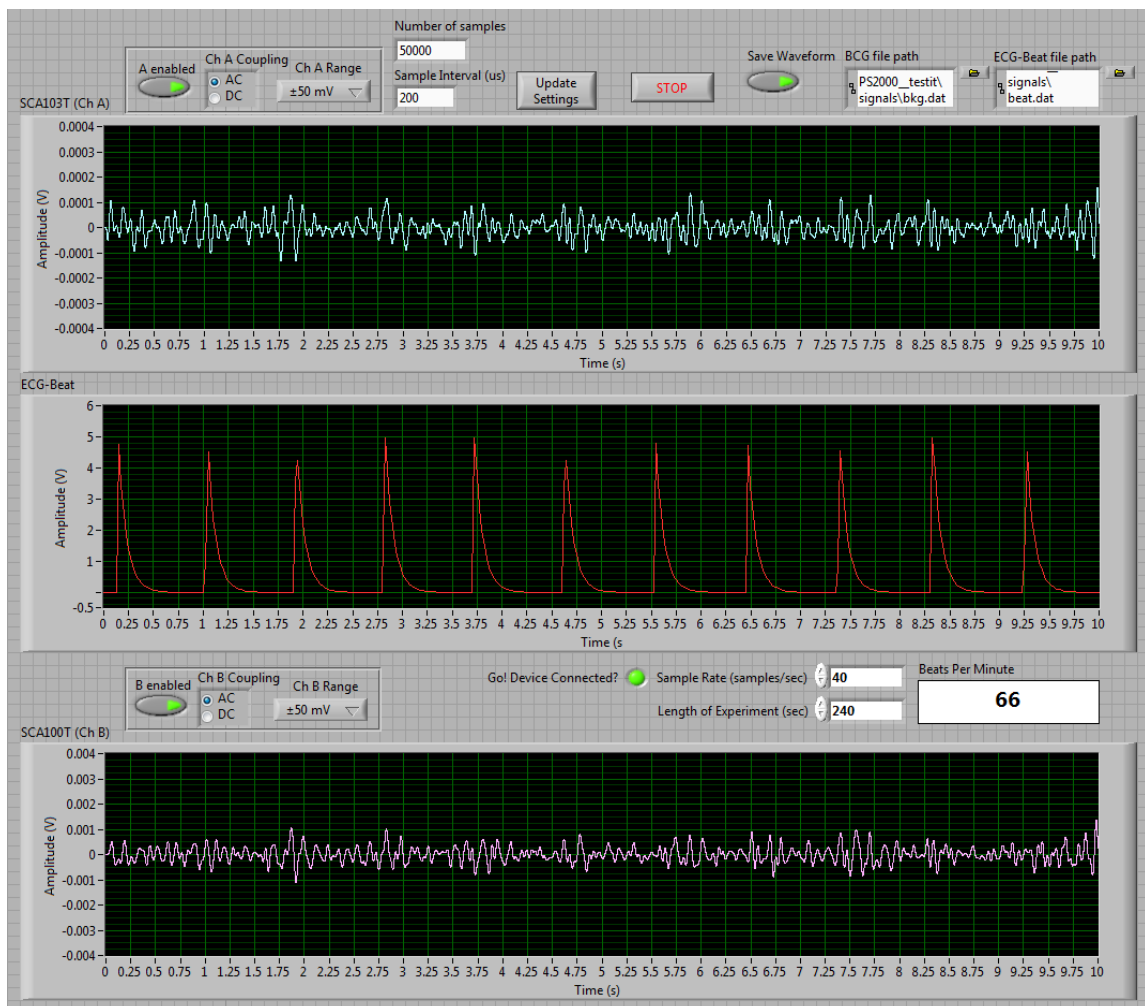 Number of samples
50000
A enabled
Ch A Coupling
AC
DC
Ch A Range
±50 mV
Sample Interval (us)
200
Update
Settings
STOP
Save Waveform
BCG file path
PS2000__testit\
signals\bkg.dat
ECG-Beat file path
signals\
beat.dat
SCA103T (Ch A)
Amplitude (V)
0.0004
0.0003
0.0002
0.0001
0
-0.0001
-0.0002
-0.0003
-0.0004
0 0.25 0.5 0.75 1 1.25 1.5 1.75 2 2.25 2.5 2.75 3 3.25 3.5 3.75 4 4.25 4.5 4.75 5 5.25 5.5 5.75 6 6.25 6.5 6.75 7 7.25 7.5 7.75 8 8.25 8.5 8.75 9 9.25 9.5 9.75 10
Time (s)
ECG-Beat
Amplitude (V)
6
5
4
3
2
1
-0.5
0 0.25 0.5 0.75 1 1.25 1.5 1.75 2 2.25 2.5 2.75 3 3.25 3.5 3.75 4 4.25 4.5 4.75 5 5.25 5.5 5.75 6 6.25 6.5 6.75 7 7.25 7.5 7.75 8 8.25 8.5 8.75 9 9.25 9.5 9.75 10
Time (s
B enabled
Ch B Coupling
AC
DC
Ch B Range
±50 mV
Go! Device Connected?
Sample Rate (samples/sec)
40
Length of Experiment (sec)
240
Beats Per Minute
66
SCA100T (Ch B)
Amplitude (V)
0.004
0.003
0.002
0.001
0
-0.001
-0.002
-0.003
-0.004
0 0.25 0.5 0.75 1 1.25 1.5 1.75 2 2.25 2.5 2.75 3 3.25 3.5 3.75 4 4.25 4.5 4.75 5 5.25 5.5 5.75 6 6.25 6.5 6.75 7 7.25 7.5 7.75 8 8.25 8.5 8.75 9 9.25 9.5 9.75 10
Time (s)